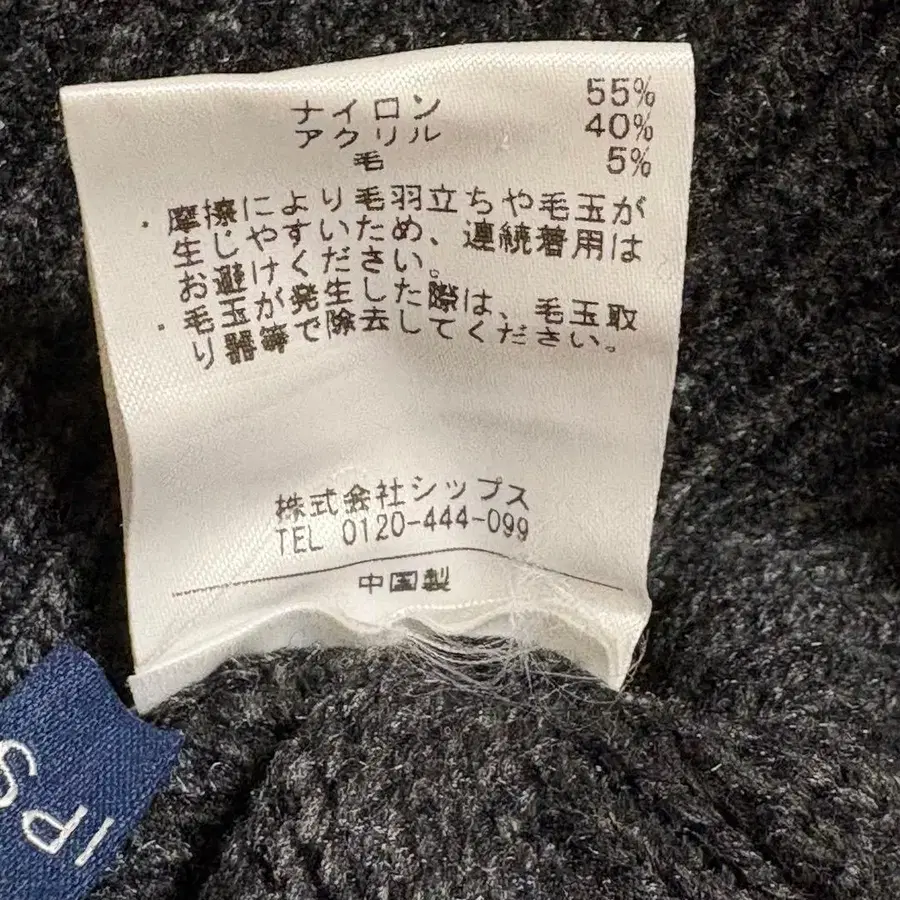 ナイロン 55%
アクリル 40%
毛 5%
・摩擦により毛羽立ちや毛玉が
生じやすいため、連続着用は
お避けください。
・毛玉が発生した際は、毛玉取
り器等で除去してください。
株式会社シップス
TEL 0120-444-099
中国製
IPS